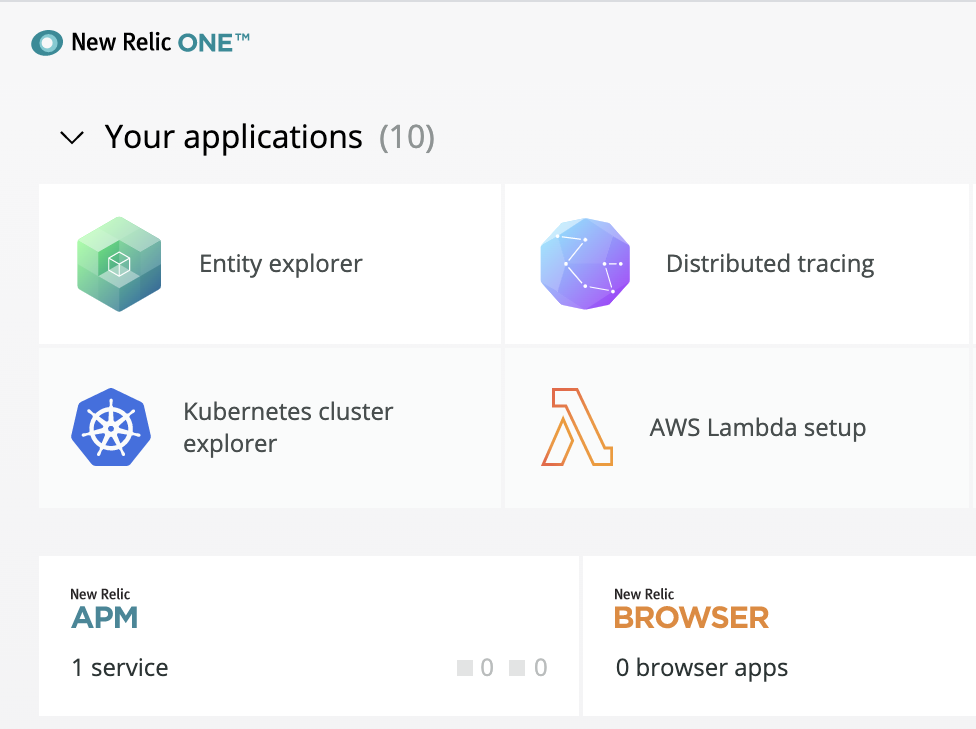 New Relic ONE™
Your applications (10)
Entity explorer
Distributed tracing
Kubernetes cluster
explorer
AWS Lambda setup
New Relic
APM
1 service
0 0
New Relic
BROWSER
0 browser apps